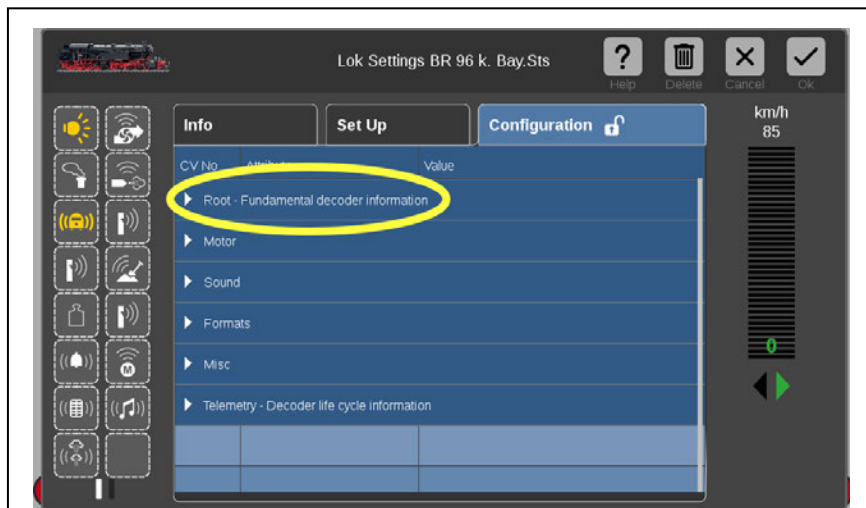 Lok Settings BR 96 k. Bay.Sts
?
Help
Delete
Cancel
Ok
Info
Set Up
Configuration
km/h
85
CV No
Attribute
Value
Root - Fundamental decoder information
Motor
Sound
Formats
Misc
Telemetry - Decoder life cycle information
0
M